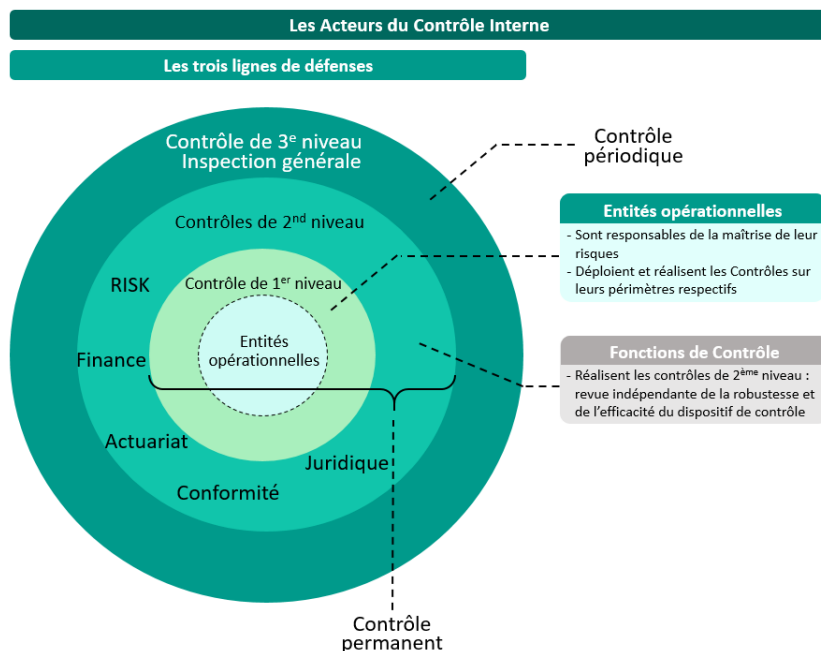 Les Acteurs du Contrôle Interne
Les trois lignes de défenses
Contrôle de 3e niveau
Inspection générale
Contrôle
périodique
Contrôles de 2nd niveau
RISK
Contrôle de 1er niveau
Entités
opérationnelles
Finance
Actuariat
Juridique
Conformité
Contrôle
permanent
Entités opérationnelles
- Sont responsables de la maîtrise de leur
risques
- Déploient et réalisent les Contrôles sur
leurs périmètres respectifs
Fonctions de Contrôle
- Réalisent les contrôles de 2ème niveau :
revue indépendante de la robustesse et
de l'efficacité du dispositif de contrôle